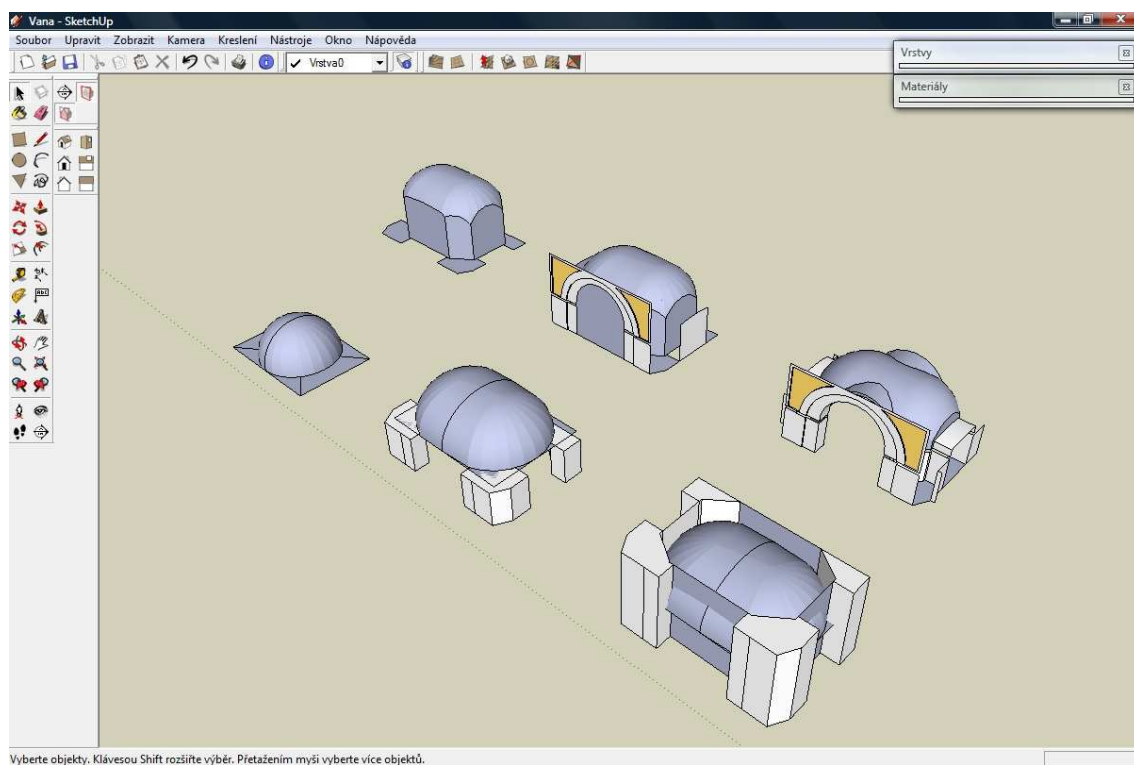 Vana - SketchUp
Soubor Upravit Zobrazit Kamera Kreslení Nástroje Okno Nápověda
Vrstva0
Vrstvy
Materiály
Vyberte objekty. Klávesou Shift rozšiřte výběr. Přetažením myši vyberte více objektů.